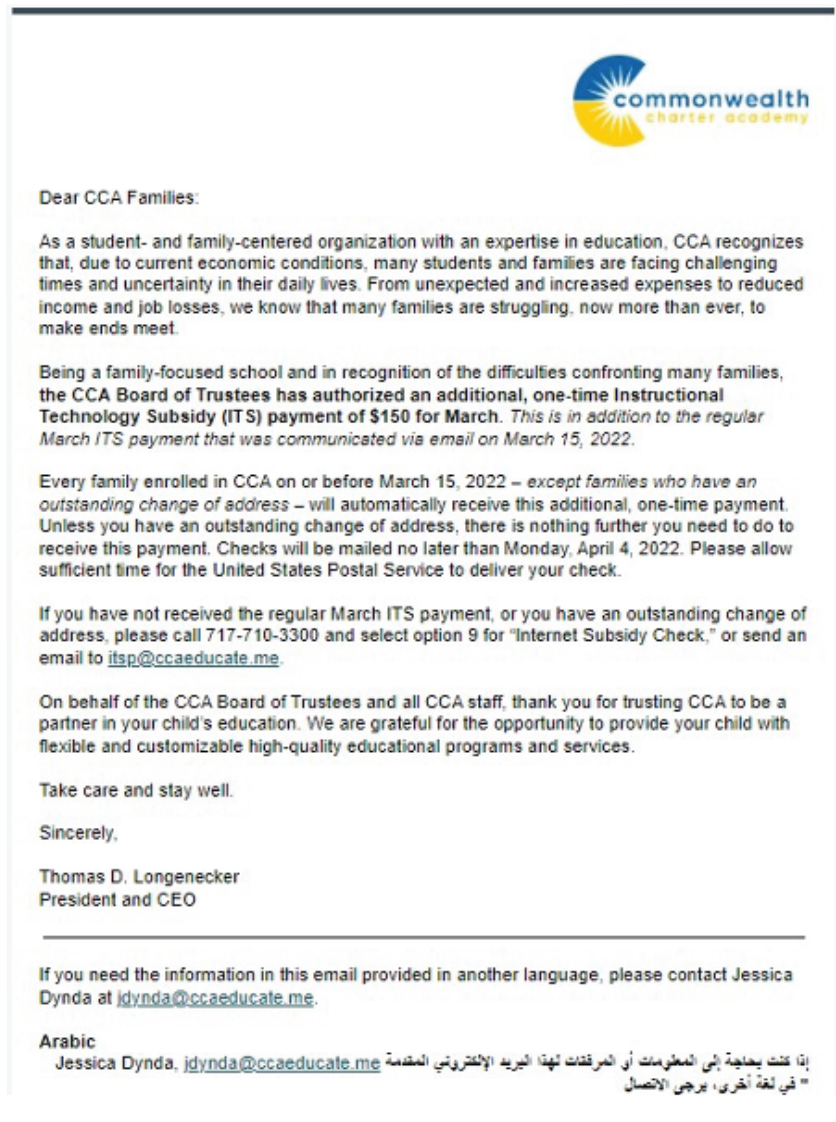 commonwealth
charter academy
Dear CCA Families:
As a student- and family-centered organization with an expertise in education, CCA recognizes
that, due to current economic conditions, many students and families are facing challenging
times and uncertainty in their daily lives. From unexpected and increased expenses to reduced
income and job losses, we know that many families are struggling, now more than ever, to
make ends meet.
Being a family-focused school and in recognition of the difficulties confronting many families,
the CCA Board of Trustees has authorized an additional, one-time Instructional
Technology Subsidy (ITS) payment of $150 for March. This is in addition to the regular
March ITS payment that was communicated via email on March 15, 2022.
Every family enrolled in CCA on or before March 15, 2022 – except families who have an
outstanding change of address – will automatically receive this additional, one-time payment.
Unless you have an outstanding change of address, there is nothing further you need to do to
receive this payment. Checks will be mailed no later than Monday, April 4, 2022. Please allow
sufficient time for the United States Postal Service to deliver your check.
If you have not received the regular March ITS payment, or you have an outstanding change of
address, please call 717-710-3300 and select option 9 for “Internet Subsidy Check,” or send an
email to itsp@ccaeducate.me.
On behalf of the CCA Board of Trustees and all CCA staff, thank you for trusting CCA to be a
partner in your child’s education. We are grateful for the opportunity to provide your child with
flexible and customizable high-quality educational programs and services.
Take care and stay well.
Sincerely,
Thomas D. Longenecker
President and CEO
If you need the information in this email provided in another language, please contact Jessica
Dynda at jdynda@ccaeducate.me.
Arabic
إذا كنت بحاجة إلى المعلومات أو المرفقات لهذا البريد الإلكتروني المقدمة Jessica Dynda, jdynda@ccaeducate.me
" في لغة أخرى، يرجى الاتصال